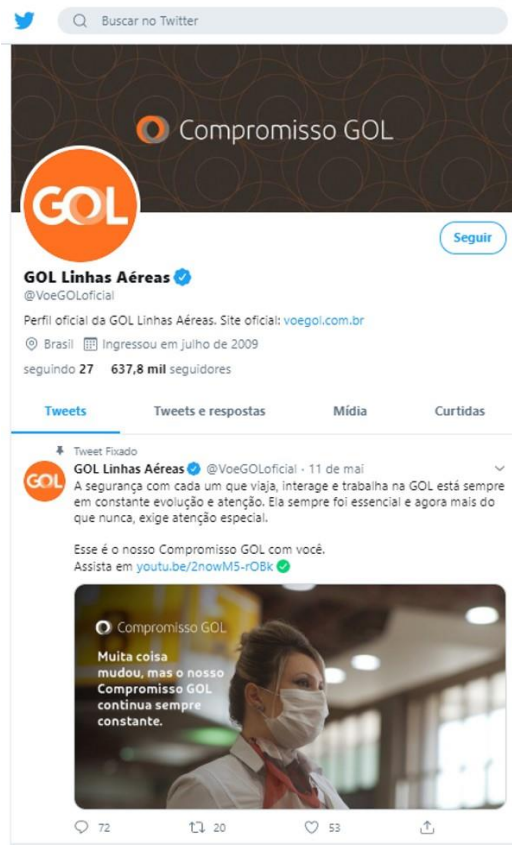 Buscar no Twitter
Compromisso GOL
GOL
Seguir
GOL Linhas Aéreas
@VoeGOLoficial
Perfil oficial da GOL Linhas Aéreas. Site oficial: voegol.com.br
Brasil Ingressou em julho de 2009
seguindo 27 637,8 mil seguidores
Tweets Tweets e respostas Mídia Curtidas
Tweet Fixado
GOL Linhas Aéreas @VoeGOLoficial · 11 de mai
GOL
A segurança com cada um que viaja, interage e trabalha na GOL está sempre
em constante evolução e atenção. Ela sempre foi essencial e agora mais do
que nunca, exige atenção especial.
Esse é o nosso Compromisso GOL com você.
Assista em youtu.be/2nowM5-rOBk
Compromisso GOL
Muita coisa
mudou, mas o nosso
Compromisso GOL
continua sempre
constante.
72 20 53